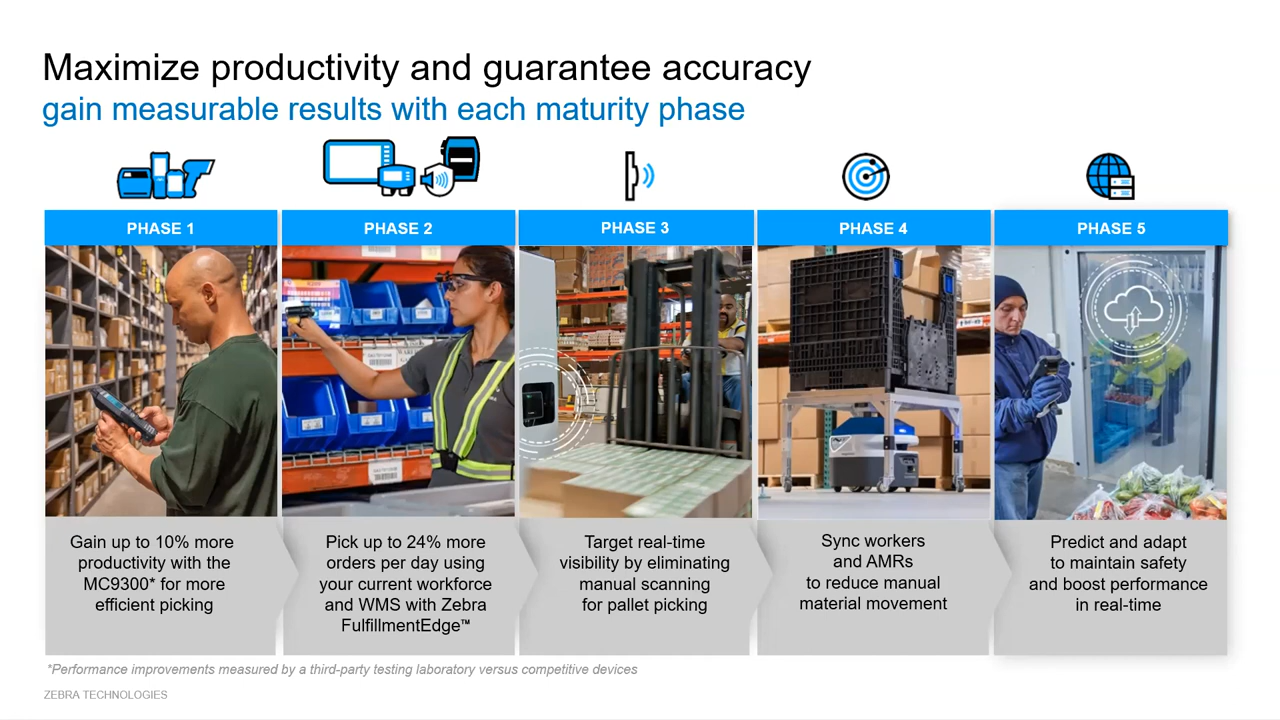 Maximize productivity and guarantee accuracy
gain measurable results with each maturity phase
PHASE 1
PHASE 2
PHASE 3
PHASE 4
PHASE 5
Gain up to 10% more
productivity with the
MC9300* for more
efficient picking
Pick up to 24% more
orders per day using
your current workforce
and WMS with Zebra
FulfillmentEdge™
Target real-time
visibility by eliminating
manual scanning
for pallet picking
Sync workers
and AMRs
to reduce manual
material movement
Predict and adapt
to maintain safety
and boost performance
in real-time
*Performance improvements measured by a third-party testing laboratory versus competitive devices
ZEBRA TECHNOLOGIES